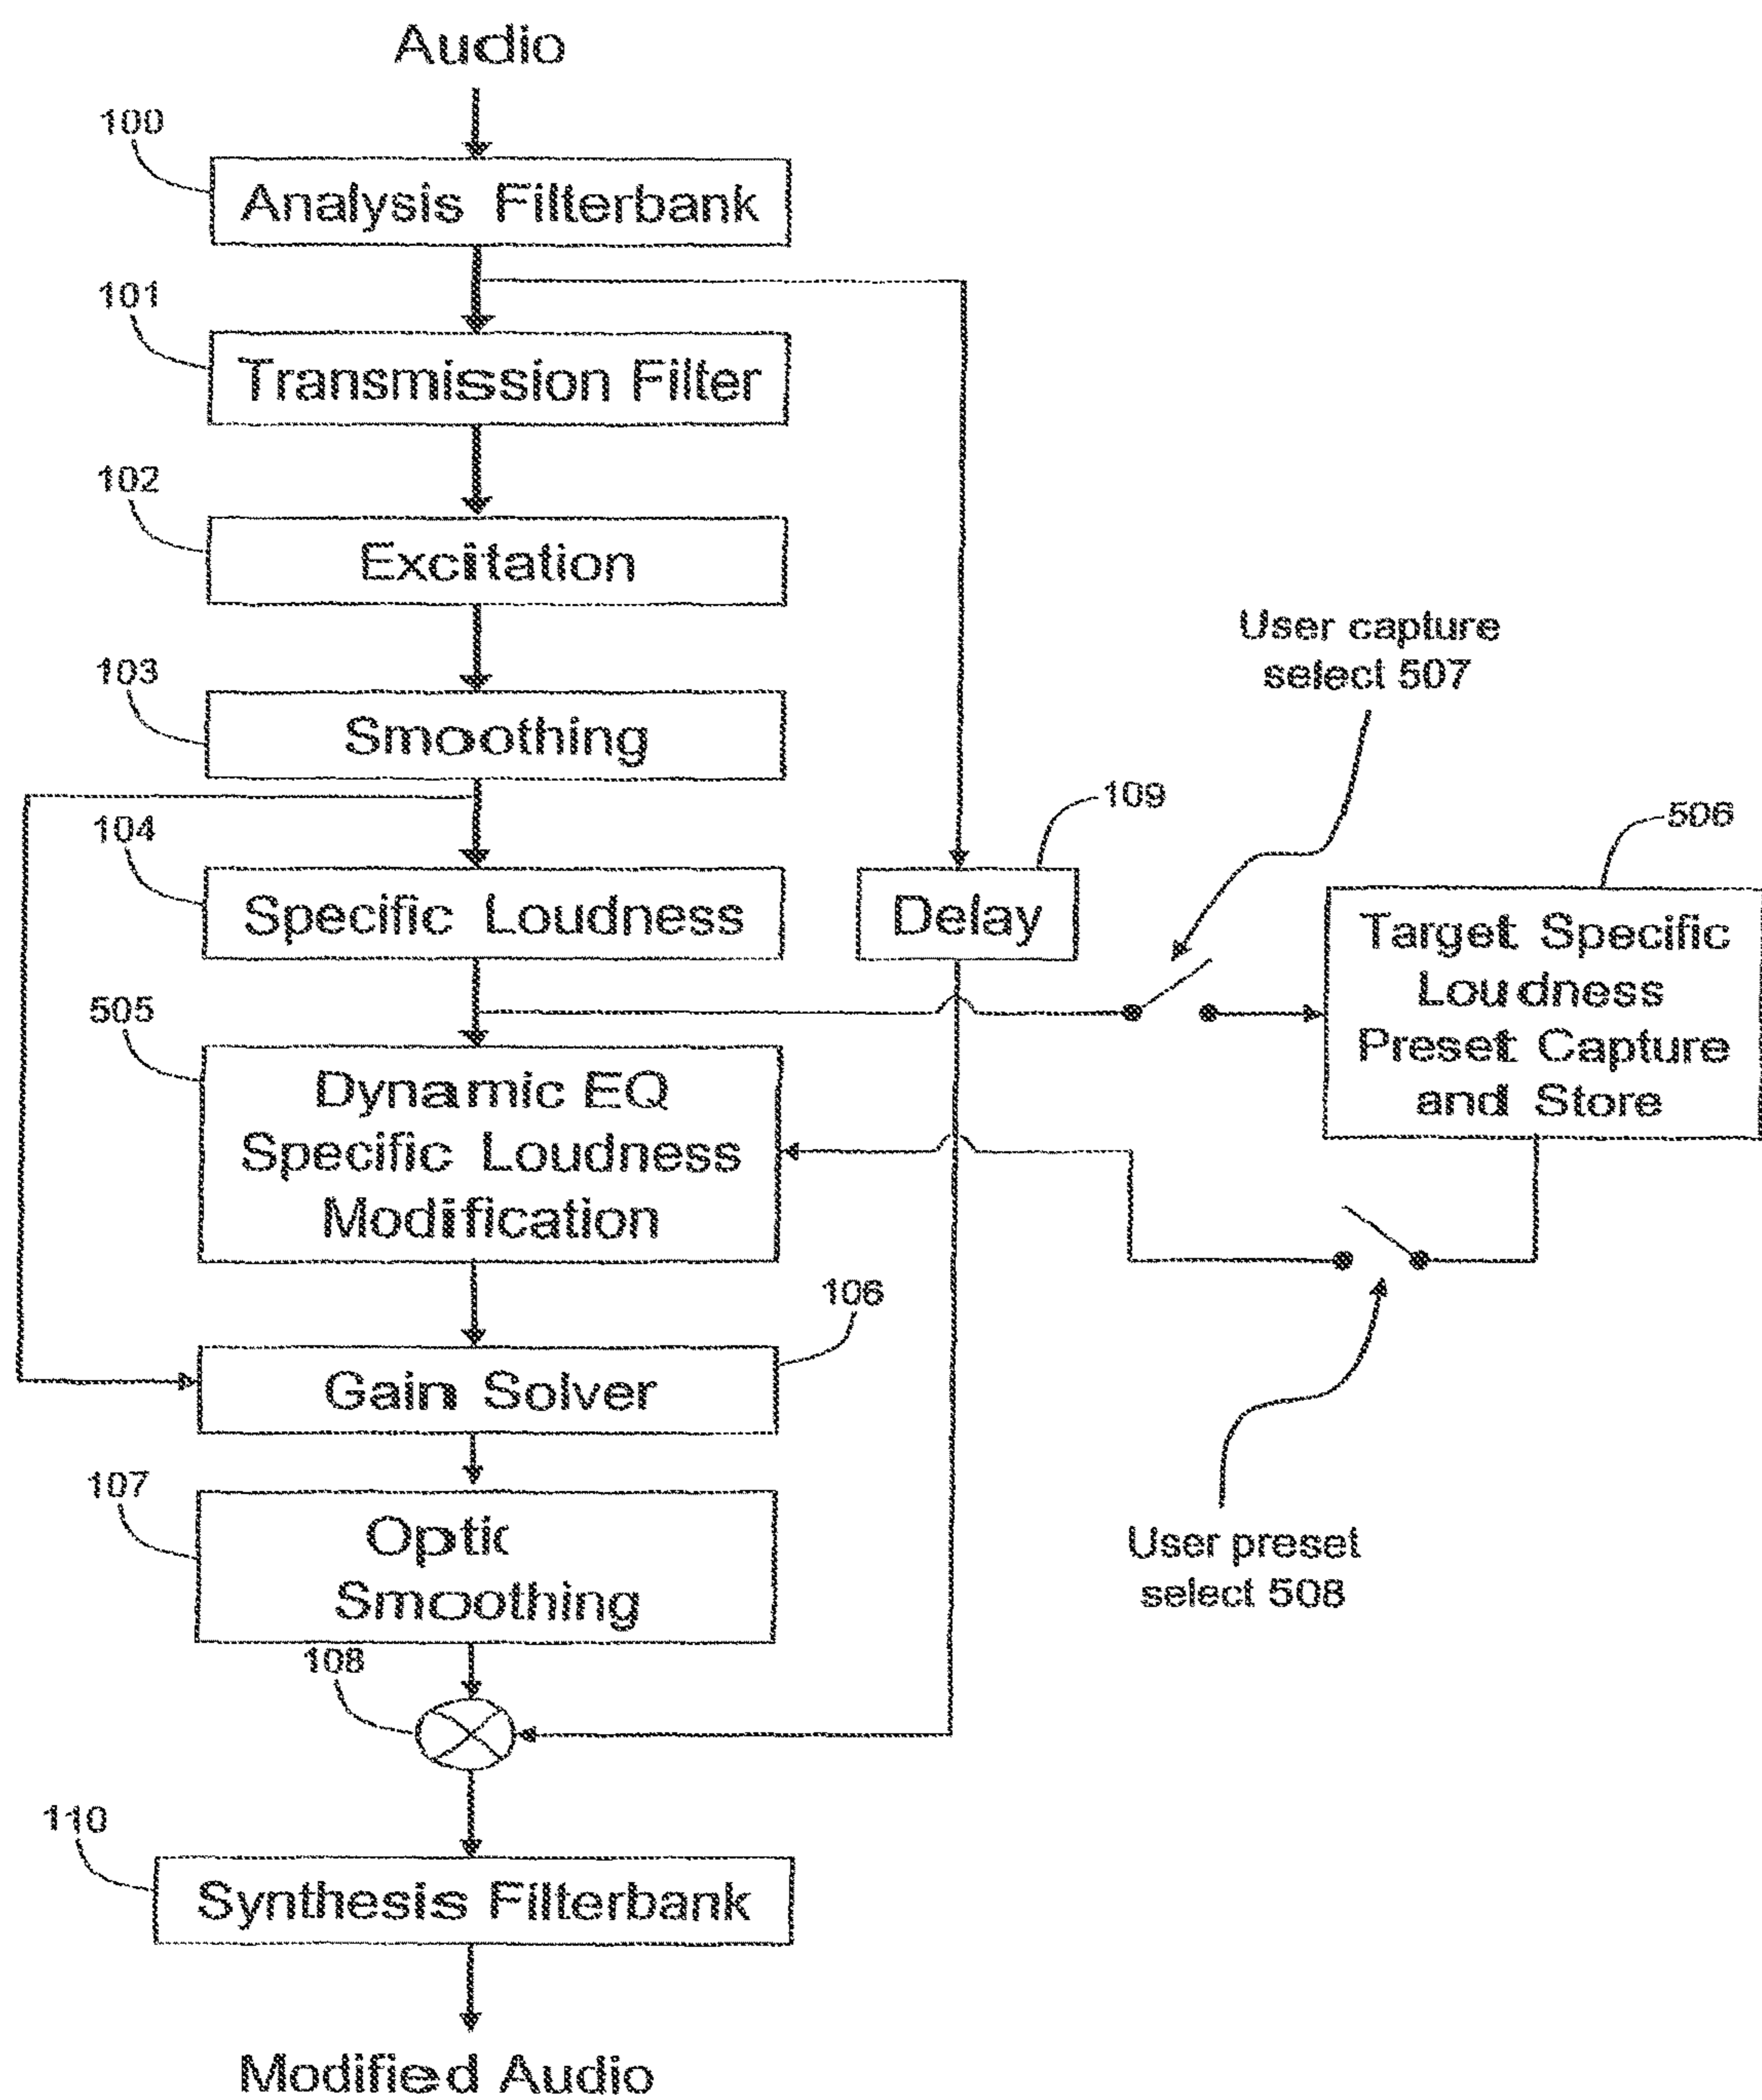 Audio
100
Analysis Filterbank
101
Transmission Filter
102
Excitation
103
Smoothing
104
Specific Loudness
109
Delay
User capture
select 507
506
Target Specific
Loudness
Preset Capture
and Store
505
Dynamic EQ
Specific Loudness
Modification
106
Gain Solver
User preset
select 508
107
Optic
Smoothing
108
110
Synthesis Filterbank
Modified Audio